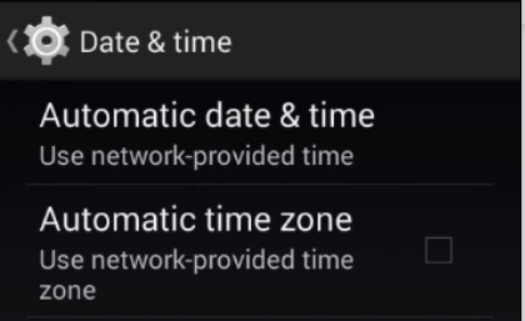 Date & time
Automatic date & time
Use network-provided time
Automatic time zone
Use network-provided time
zone